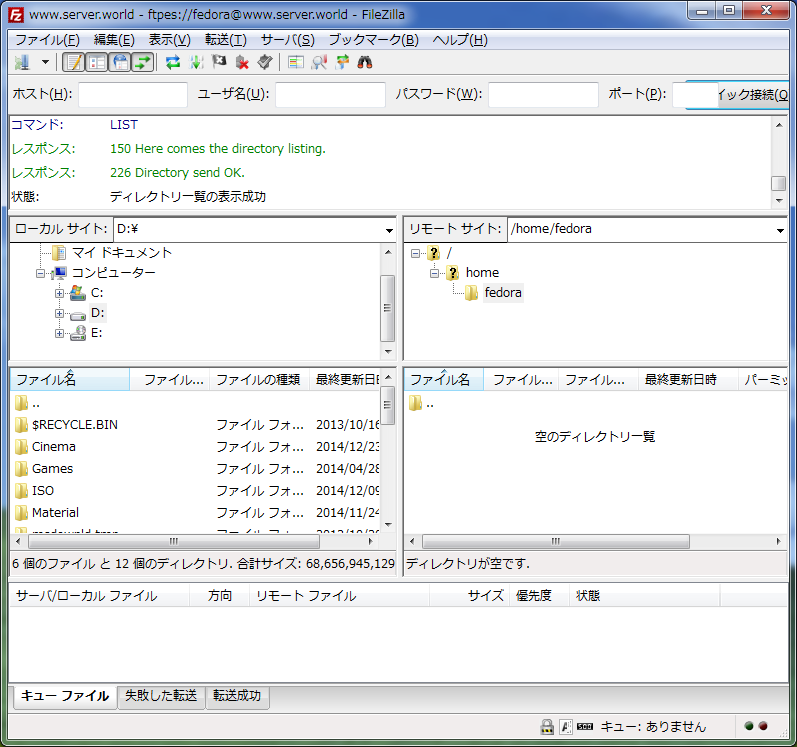 www.server.world - ftpes://fedora@www.server.world - FileZilla
ファイル(F) 編集(E) 表示(V) 転送(T) サーバ(S) ブックマーク(B) ヘルプ(H)
ホスト(H): ユーザ名(U): パスワード(W): ポート(P): イック接続(Q
コマンド: LIST
レスポンス: 150 Here comes the directory listing.
レスポンス: 226 Directory send OK.
状態: ディレクトリ一覧の表示成功
ローカル サイト: D:¥
リモート サイト: /home/fedora
マイ ドキュメント
コンピューター
C:
D:
E:
/
home
fedora
ファイル名 ファイル... ファイルの種類 最終更新日時
..
$RECYCLE.BIN ファイル フォ... 2013/10/16
Cinema ファイル フォ... 2014/12/23
Games ファイル フォ... 2014/04/28
ISO ファイル フォ... 2014/12/09
Material ファイル フォ... 2014/11/24
6 個のファイル と 12 個のディレクトリ. 合計サイズ: 68,656,945,129
ファイル名 ファイル... ファイル... 最終更新日時 パーミッ
..
空のディレクトリ一覧
ディレクトリが空です.
サーバ/ローカル ファイル 方向 リモート ファイル サイズ 優先度 状態
キュー ファイル 失敗した転送 転送成功
キュー: ありません